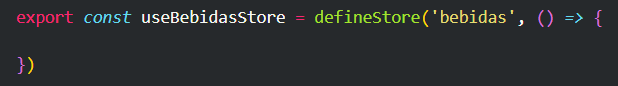 export const useBebidasStore = defineStore('bebidas', () => {
})